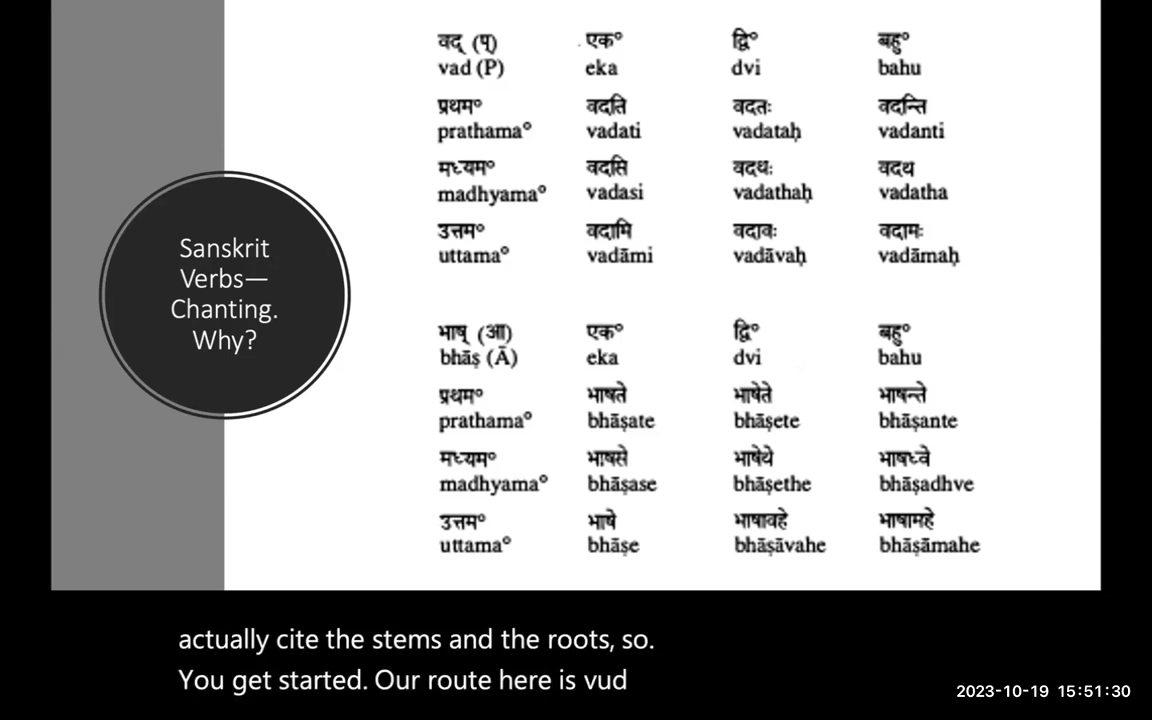 Sanskrit
Verbs—
Chanting.
Why?
वद् (प्) एक° द्वि° बहु°
vad (P) eka dvi bahu
प्रथम° वदति वदतः वदन्ति
prathama° vadati vadataḥ vadanti
मध्यम° वदसि वदथः वदथ
madhyama° vadasi vadathaḥ vadatha
उत्तम° वदामि वदावः वदामः
uttama° vadāmi vadāvaḥ vadāmaḥ
भाष् (आ) एक° द्वि° बहु°
bhāṣ (Ā) eka dvi bahu
प्रथम° भाषते भाषेते भाषन्ते
prathama° bhāṣate bhāṣete bhāṣante
मध्यम° भाषसे भाषेथे भाषध्वे
madhyama° bhāṣase bhāṣethe bhāṣadhve
उत्तम° भाषे भाषावहे भाषामहे
uttama° bhāṣe bhāṣāvahe bhāṣāmahe
actually cite the stems and the roots, so.
You get started. Our route here is vud
2023-10-19 15:51:30